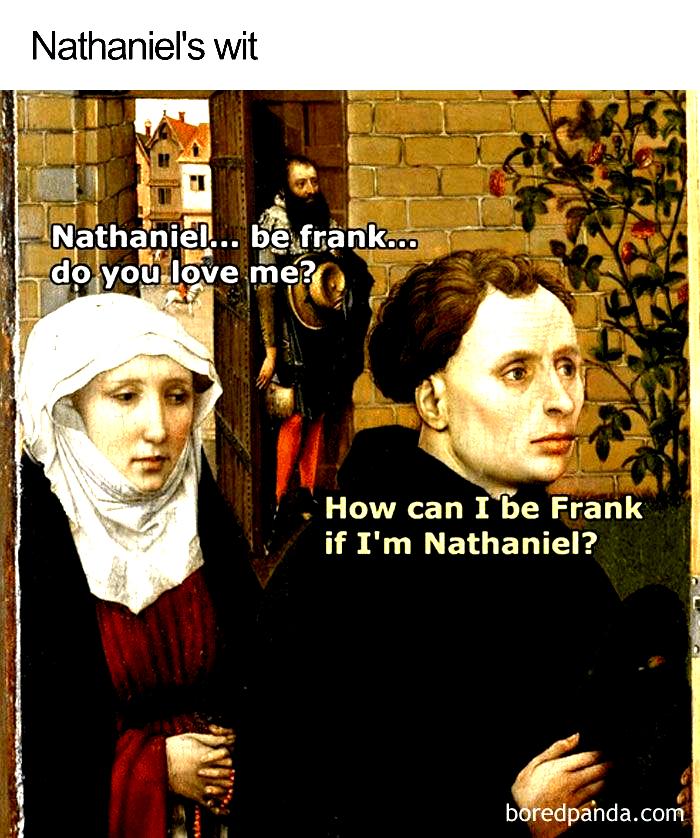 Nathaniel's wit
Nathaniel... be frank...
do you love me?
How can I be Frank
if I'm Nathaniel?
boredpanda.com